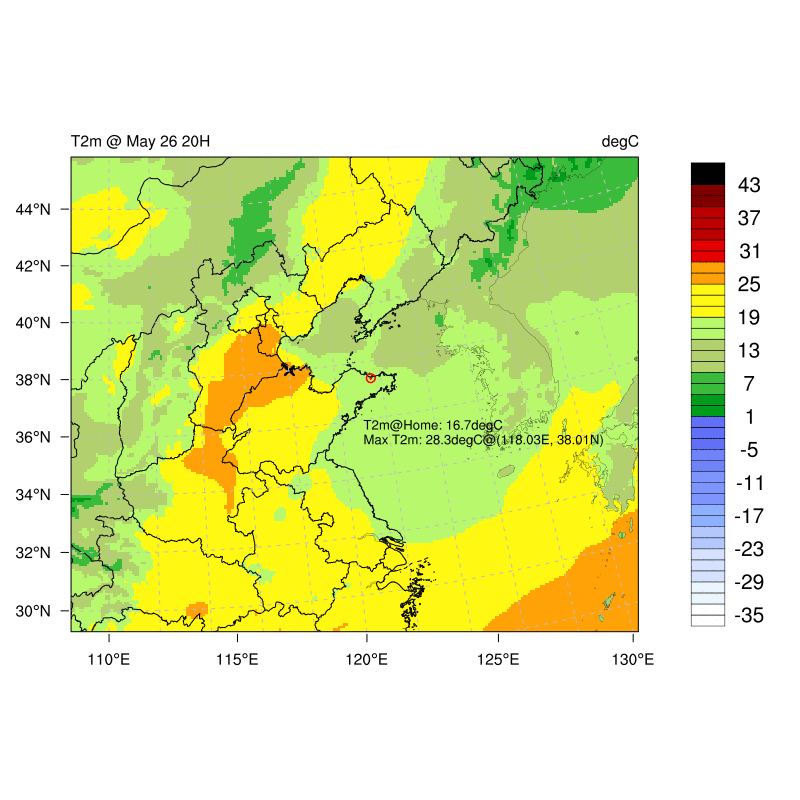 T2m @ May 26 20H
degC
44°N
42°N
40°N
38°N
36°N
34°N
32°N
30°N
110°E
115°E
120°E
125°E
130°E
T2m@Home: 16.7degC
Max T2m: 28.3degC@(118.03E, 38.01N)
43
37
31
25
19
13
7
1
-5
-11
-17
-23
-29
-35